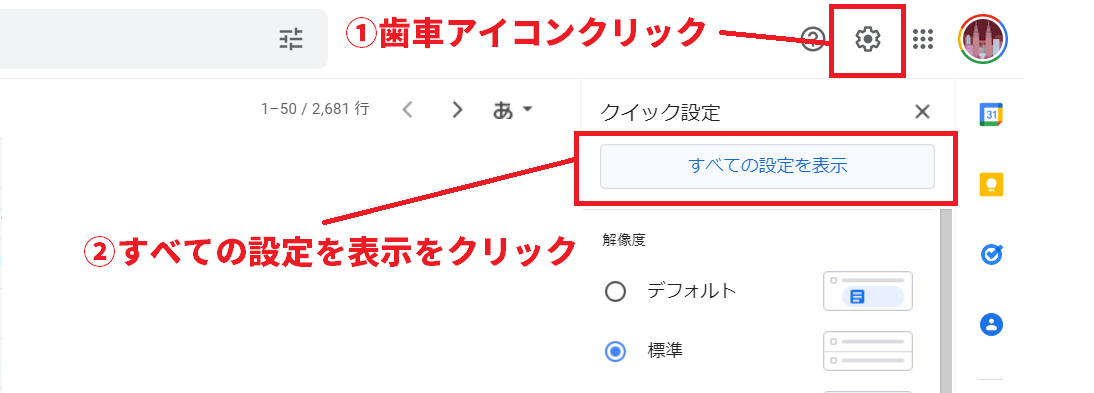 ①歯車アイコンクリック
1–50 / 2,681 行
あ
クイック設定
31
すべての設定を表示
②すべての設定を表示をクリック
解像度
デフォルト
標準